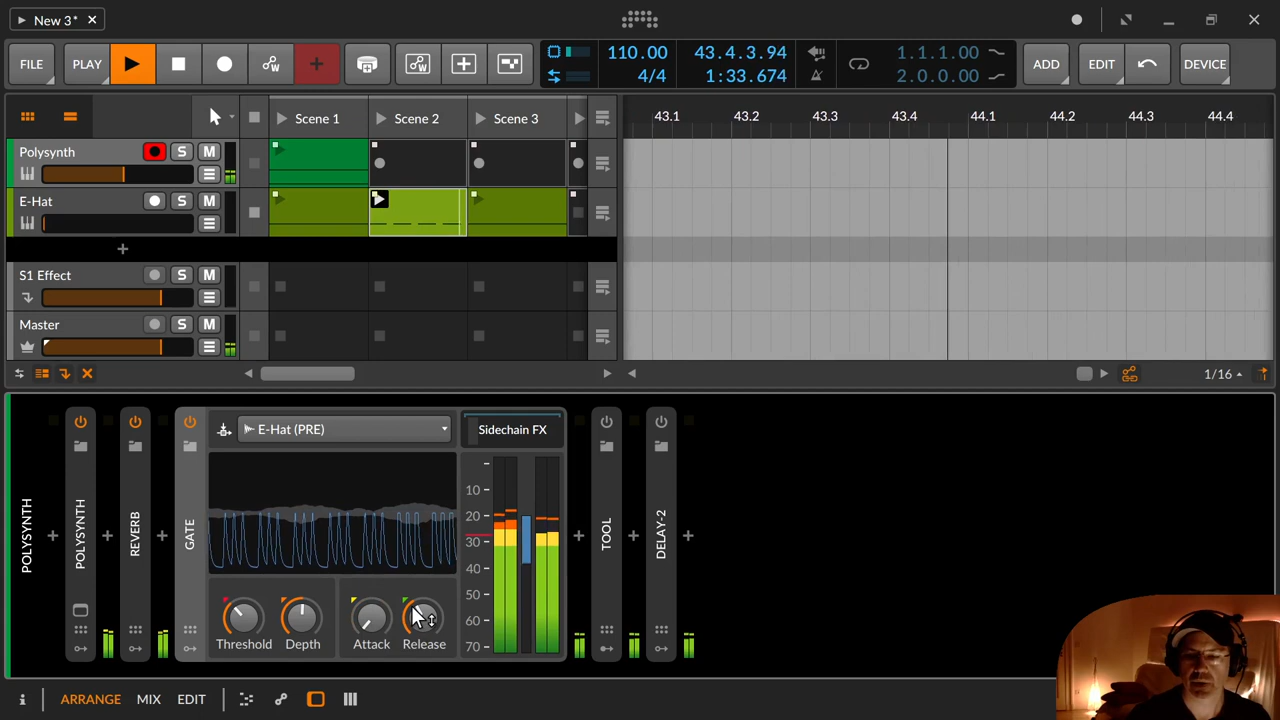 New 3*
FILE
PLAY
110.00
4/4
43.4.3.94
1:33.674
1.1.1.00
2.0.0.00
ADD
EDIT
DEVICE
Scene 1
Scene 2
Scene 3
43.1
43.2
43.3
43.4
44.1
44.2
44.3
44.4
Polysynth
S
M
E-Hat
S
M
S1 Effect
S
M
Master
S
M
1/16
POLYSYNTH
POLYSYNTH
REVERB
GATE
E-Hat (PRE)
Sidechain FX
10
20
30
40
50
60
70
Threshold
Depth
Attack
Release
TOOL
DELAY-2
ARRANGE
MIX
EDIT